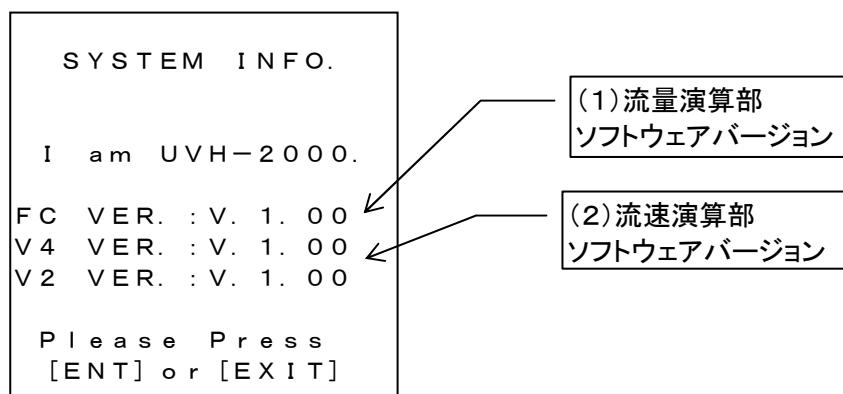 SYSTEM INFO.
I am UVH-2000.
FC VER. :V. 1. 00
V4 VER. :V. 1. 00
V2 VER. :V. 1. 00
Please Press
[ENT] or [EXIT]
(1)流量演算部
ソフトウェアバージョン
(2)流速演算部
ソフトウェアバージョン